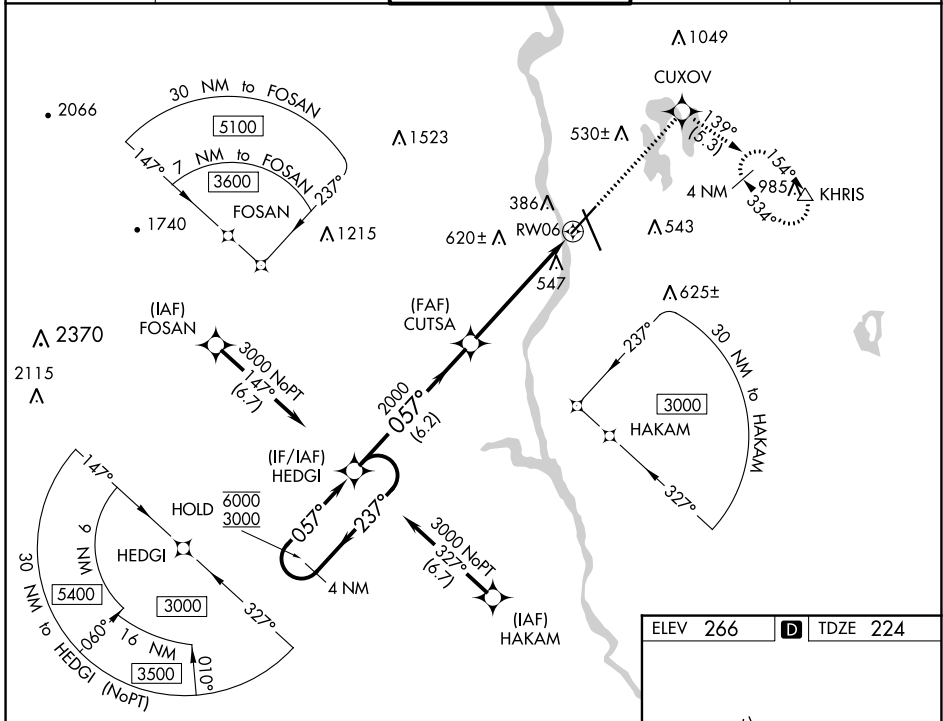 1049
CUXOV
30 NM to FOSAN
5100
2066
1523
530±
139°
(5.3)
147°
7 NM to FOSAN
3600
237°
FOSAN
154°
4 NM
985
KHRIS
334°
386
RW06
543
1740
1215
620±
547
(FAF)
CUTSA
625±
(IAF)
FOSAN
2370
3000 NoPT
147°
(6.7)
237°
30 NM to HAKAM
2115
2000
057°
(6.2)
3000
HAKAM
(IF/IAF)
HEDGI
327°
147°
HOLD
6000
3000
057°
237°
9 NM
HEDGI
3000 NoPT
327°
(6.7)
4 NM
5400
3000
327°
(IAF)
HAKAM
30 NM to HEDGI (NoPT)
060°
16 NM
010°
3500
ELEV 266
D
TDZE 224